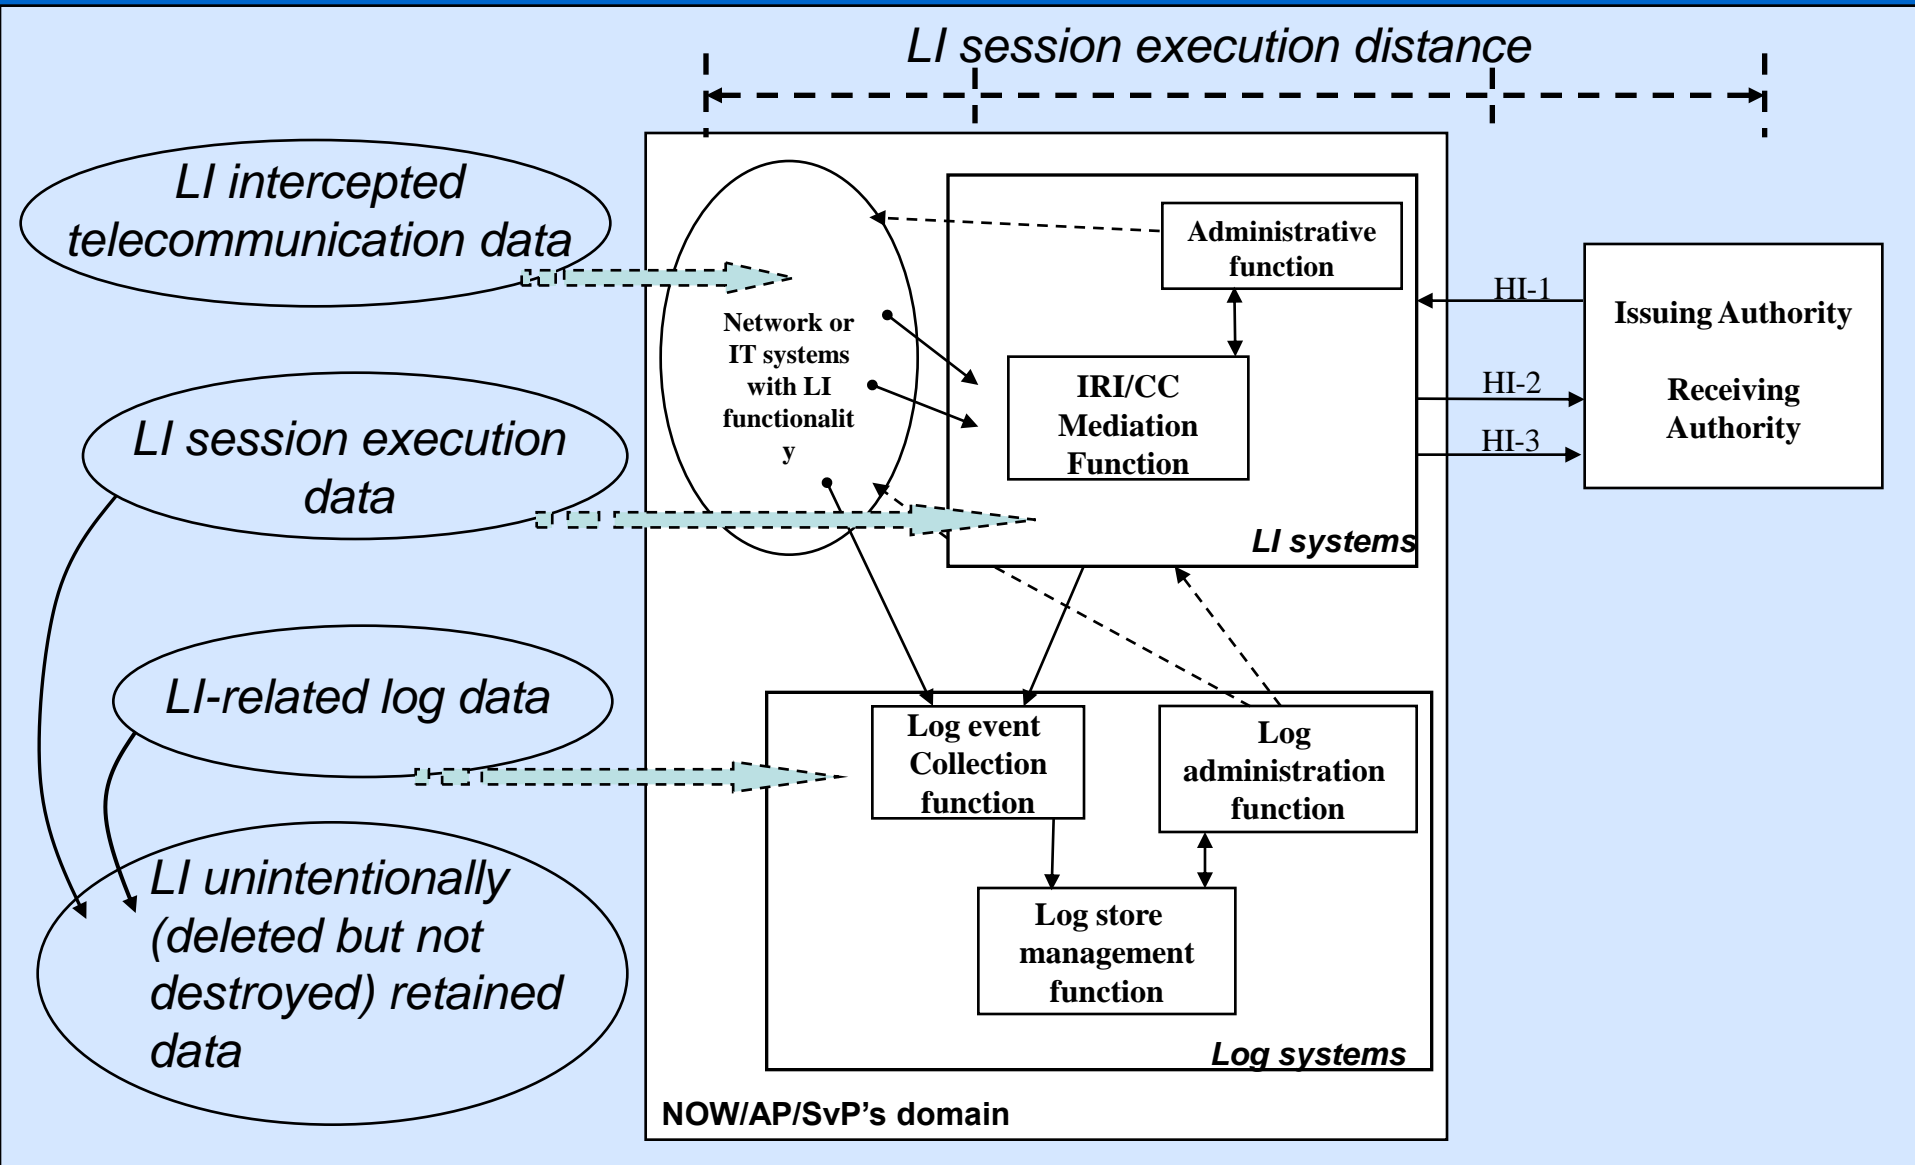 LI session execution distance
LI intercepted
telecommunication data
Administrative
function
HI-1
Issuing Authority
Network or
IT systems
with LI
functionalit
y
IRI/CC
Mediation
Function
HI-2
HI-3
Receiving
Authority
LI session execution
data
LI systems
LI-related log data
Log event
Collection
function
Log
administration
function
LI unintentionally
(deleted but not
destroyed) retained
data
Log store
management
function
Log systems
NOW/AP/SvP's domain